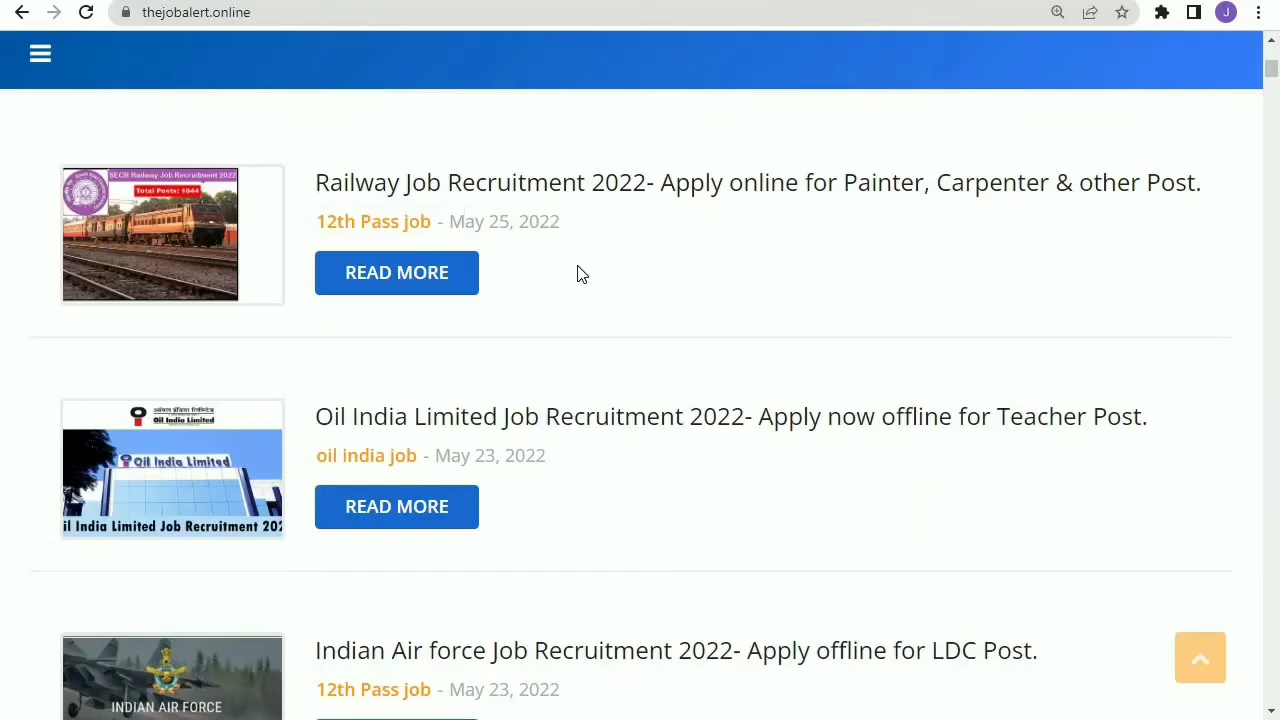 thejobalert.online
J
SECR Railway Job Recruitment 2022
Total Posts: 1044
Railway Job Recruitment 2022- Apply online for Painter, Carpenter & other Post.
12th Pass job - May 25, 2022
READ MORE
ऑयल इंडिया लिमिटेड
Oil India Limited
Oil India Limited
il India Limited Job Recruitment 202
Oil India Limited Job Recruitment 2022- Apply now offline for Teacher Post.
oil india job - May 23, 2022
READ MORE
INDIAN AIR FORCE
Indian Air force Job Recruitment 2022- Apply offline for LDC Post.
12th Pass job - May 23, 2022